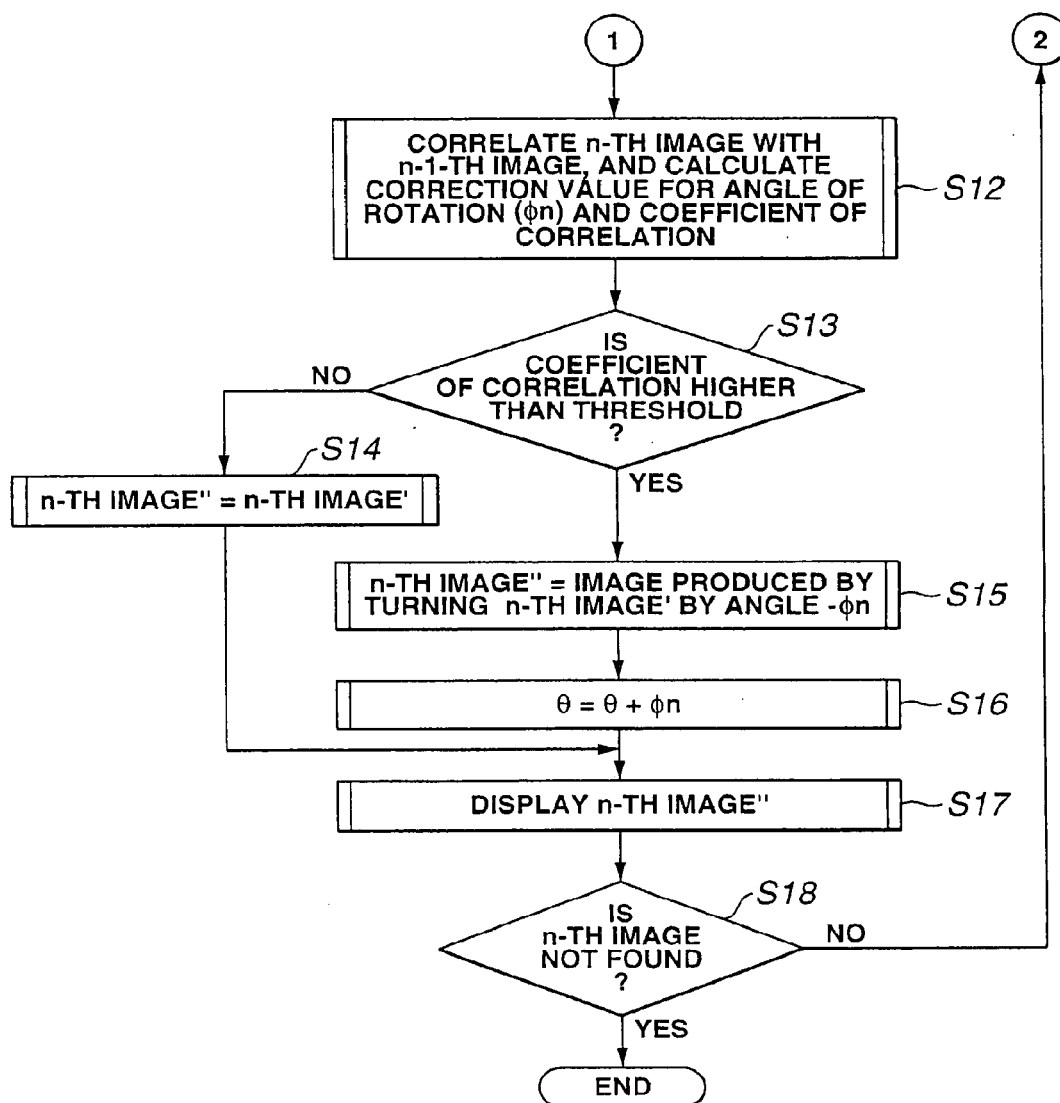 1
2
CORRELATE n-TH IMAGE WITH
n-1-TH IMAGE, AND CALCULATE
CORRECTION VALUE FOR ANGLE OF
ROTATION (ϕn) AND COEFFICIENT OF
CORRELATION
S12
S13
IS
COEFFICIENT
OF CORRELATION HIGHER
THAN THRESHOLD
?
NO
YES
S14
n-TH IMAGE" = n-TH IMAGE'
n-TH IMAGE" = IMAGE PRODUCED BY
TURNING n-TH IMAGE' BY ANGLE -ϕn
S15
θ = θ + ϕn
S16
DISPLAY n-TH IMAGE"
S17
S18
IS
n-TH IMAGE
NOT FOUND
?
NO
YES
END